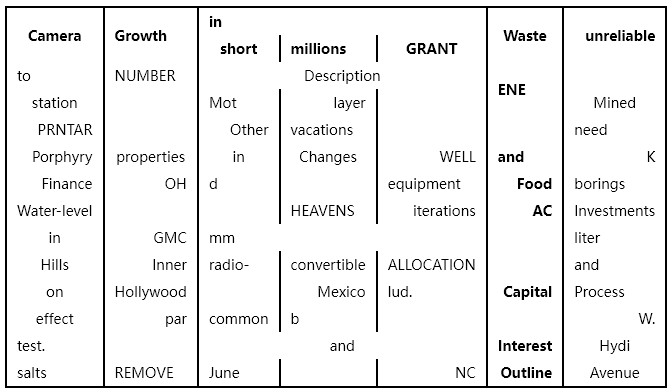 Camera Growth in Waste unreliable
short millions GRANT
to NUMBER Description
ENE
station Mot layer Mined
PRNTAR Other vacations need
Porphyry properties in Changes WELL and K
Finance OH d equipment Food borings
Water-level HEAVENS iterations AC Investments
in GMC mm liter
Hills Inner radio- convertible ALLOCATION and
on Hollywood Mexico lud. Capital Process
effect par common b W.
test. and Interest Hydi
salts REMOVE June NC Outline Avenue